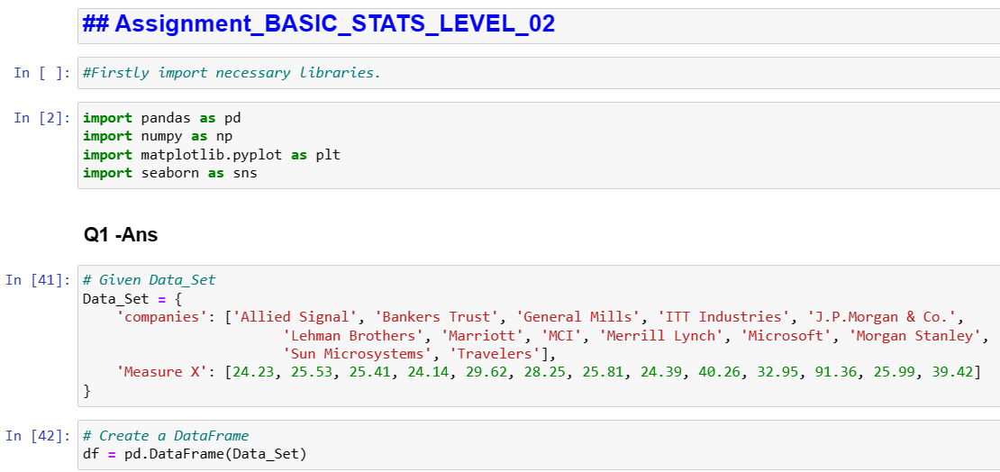 ## Assignment_BASIC_STATS_LEVEL_02
In [ ]: #Firstly import necessary libraries.
In [2]: import pandas as pd
import numpy as np
import matplotlib.pyplot as plt
import seaborn as sns
Q1 -Ans
In [41]: # Given Data_Set
Data_Set = {
    'companies': ['Allied Signal', 'Bankers Trust', 'General Mills', 'ITT Industries', 'J.P.Morgan & Co.',
                        'Lehman Brothers', 'Marriott', 'MCI', 'Merrill Lynch', 'Microsoft', 'Morgan Stanley',
                        'Sun Microsystems', 'Travelers'],
    'Measure X': [24.23, 25.53, 25.41, 24.14, 29.62, 28.25, 25.81, 24.39, 40.26, 32.95, 91.36, 25.99, 39.42]
}
In [42]: # Create a DataFrame
df = pd.DataFrame(Data_Set)